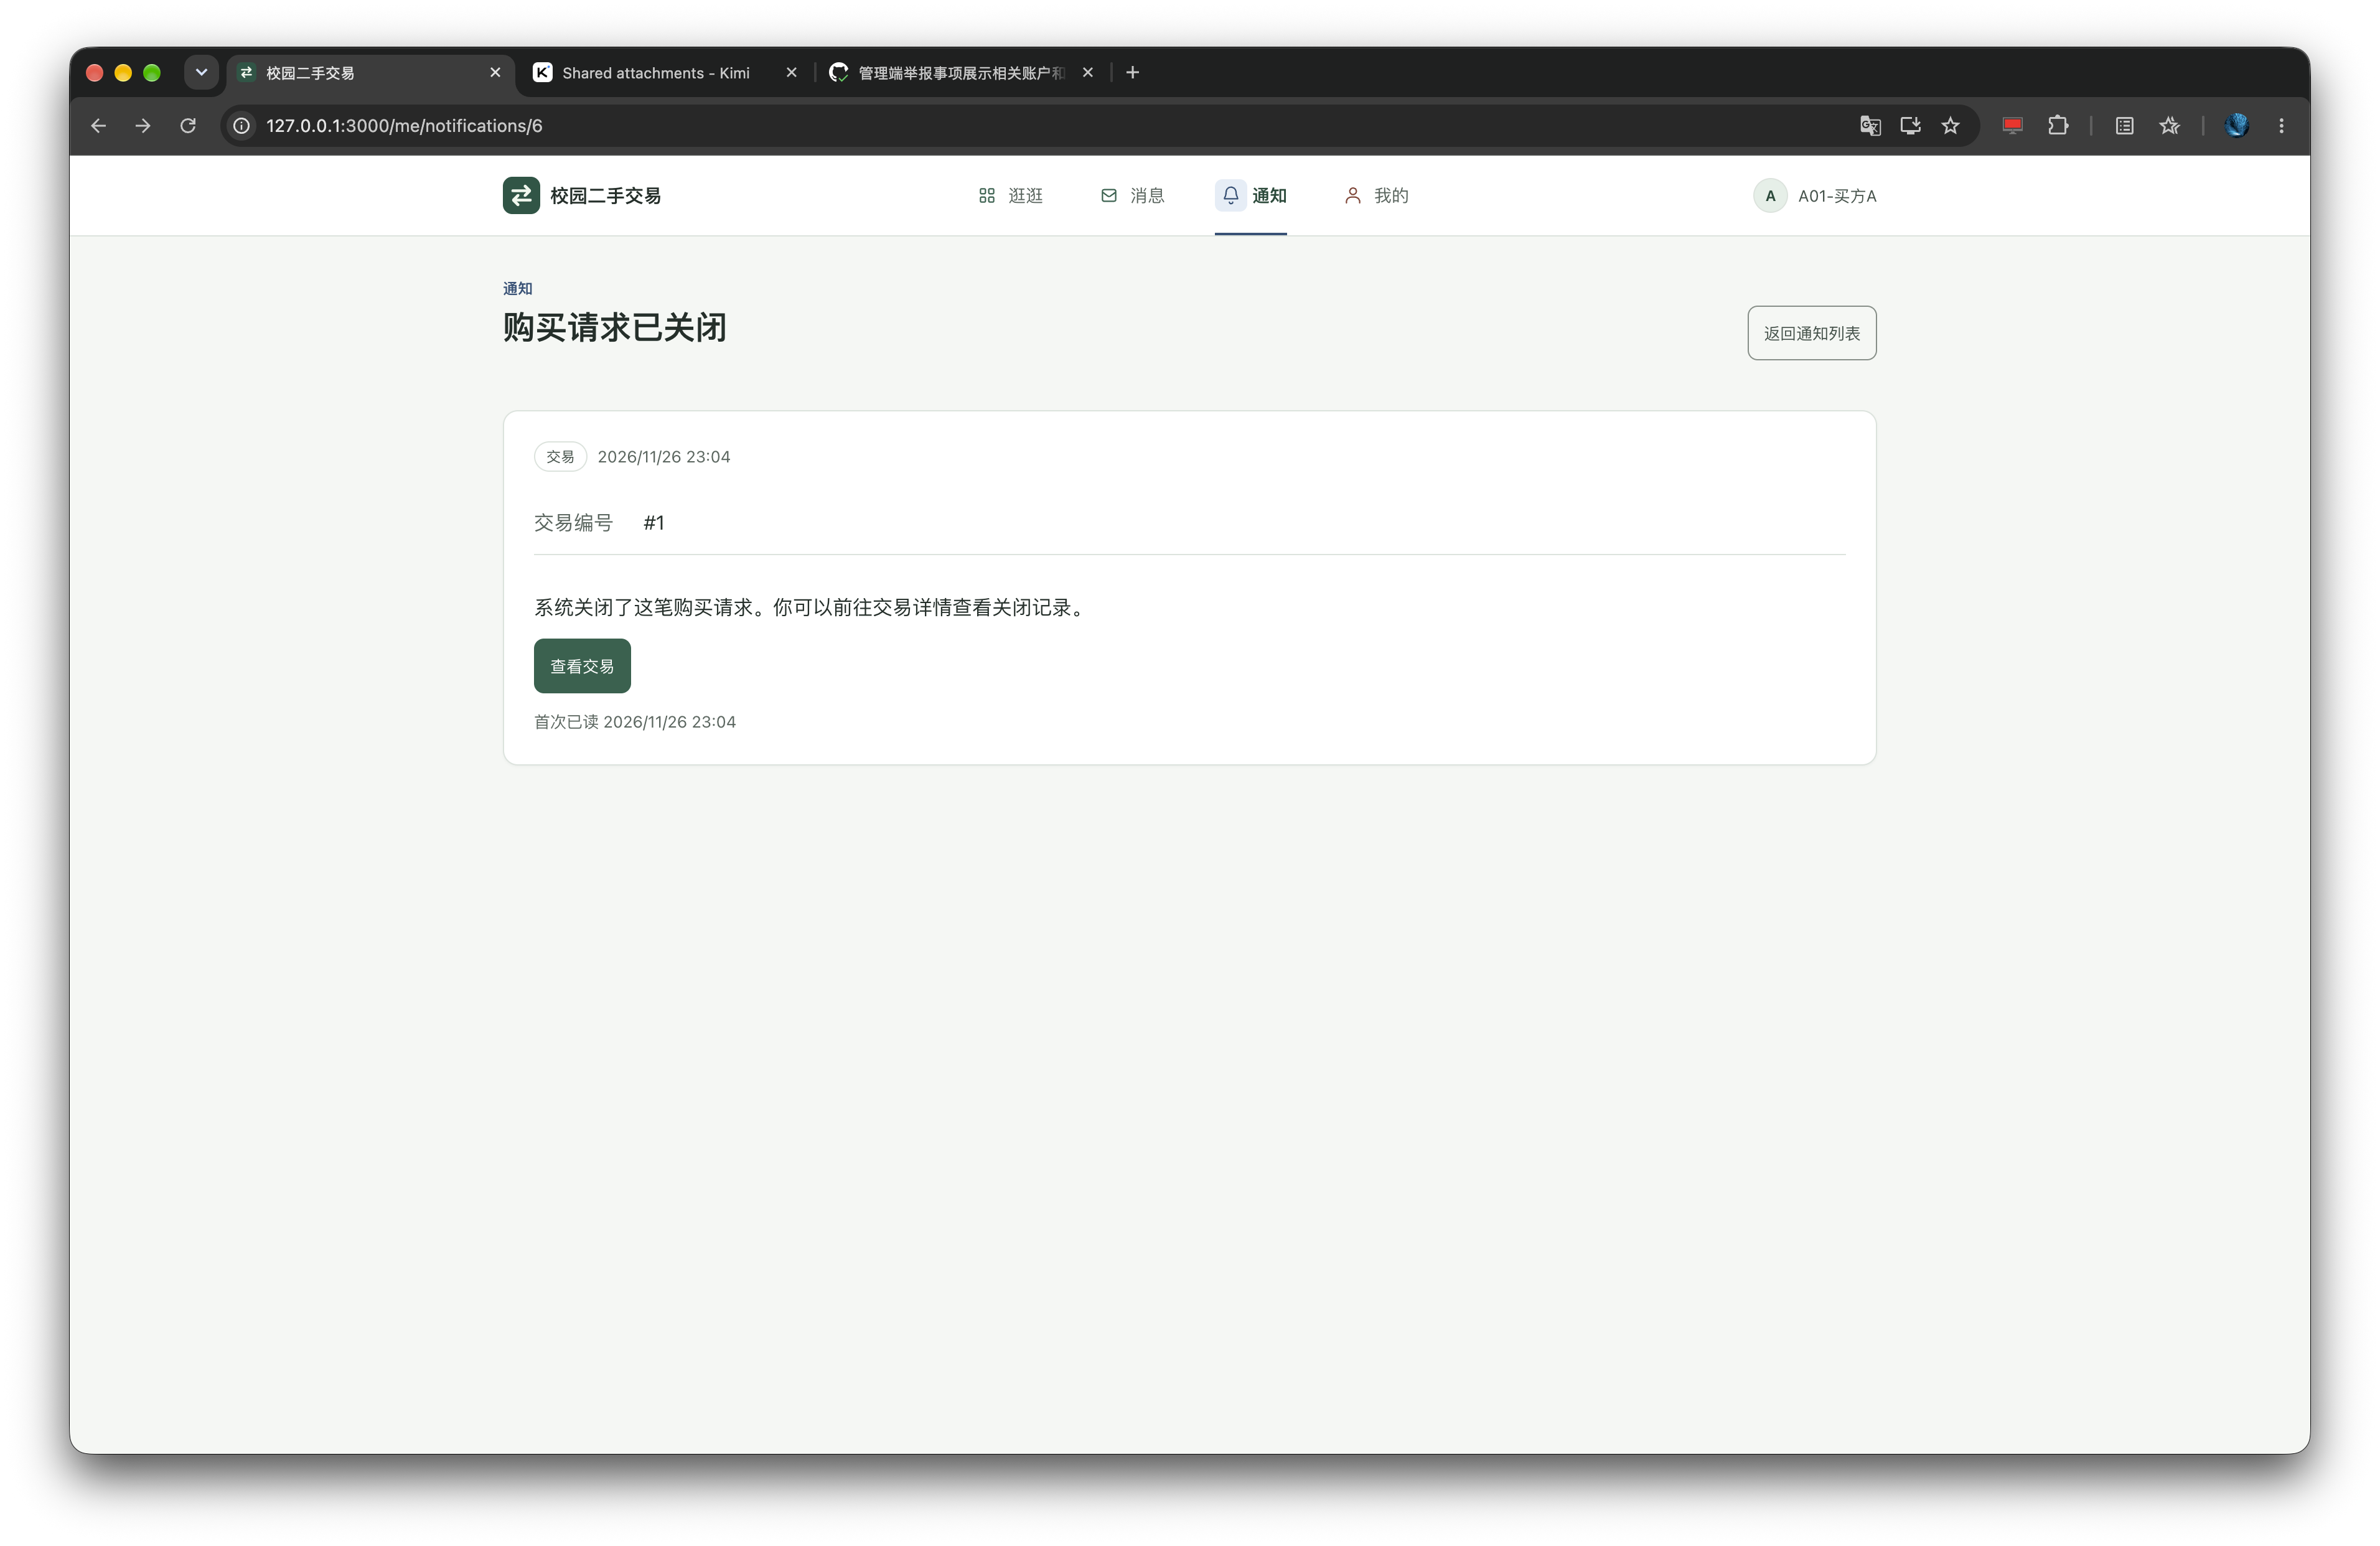 校园二手交易
Shared attachments - Kimi
管理端举报事项展示相关账户和
127.0.0.1:3000/me/notifications/6
校园二手交易
逛逛
消息
通知
我的
A
A01-买方A
通知
购买请求已关闭
返回通知列表
交易 2026/11/26 23:04
交易编号 #1
系统关闭了这笔购买请求。你可以前往交易详情查看关闭记录。
查看交易
首次已读 2026/11/26 23:04